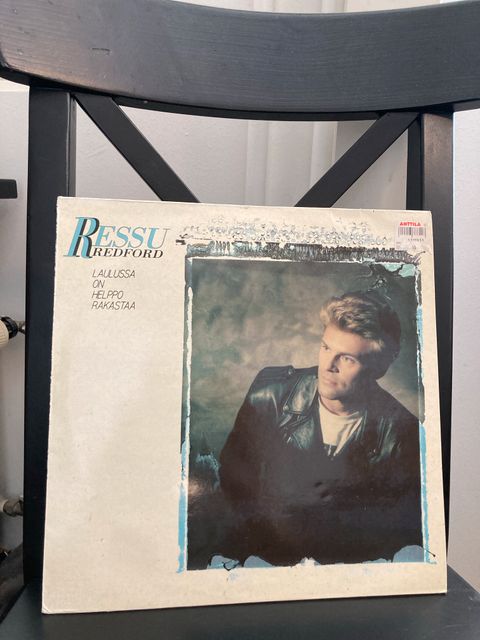 RESSU
REDFORD
LAULUSSA
ON
HELPPO
RAKASTAA
ANTTILA